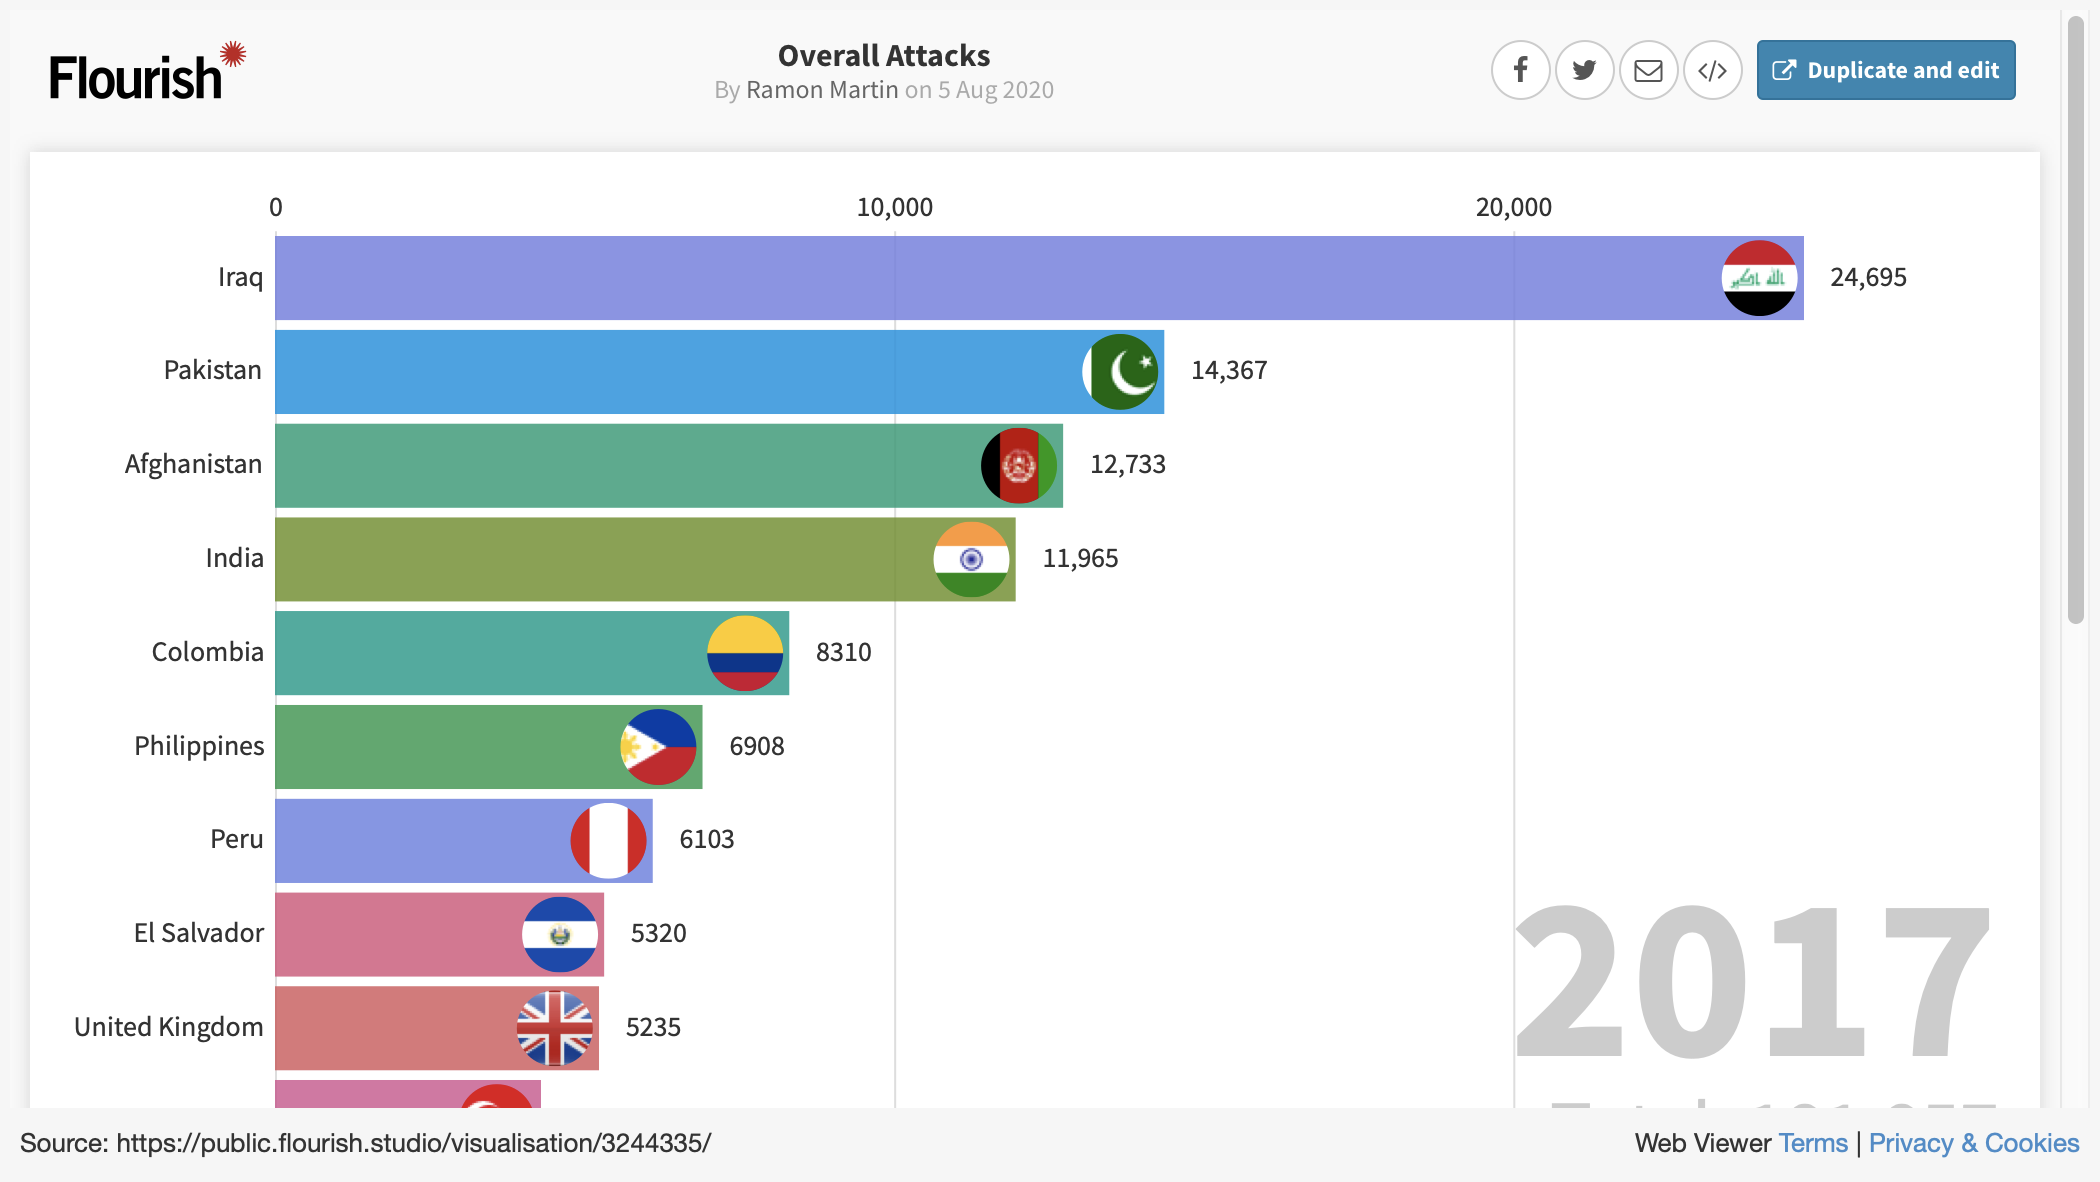 Flourish
Overall Attacks
By Ramon Martin on 5 Aug 2020
</> Duplicate and edit
0 10,000 20,000
Iraq 24,695
Pakistan 14,367
Afghanistan 12,733
India 11,965
Colombia 8310
Philippines 6908
Peru 6103
El Salvador 5320
United Kingdom 5235
2017
Source: https://public.flourish.studio/visualisation/3244335/
Web Viewer Terms | Privacy & Cookies